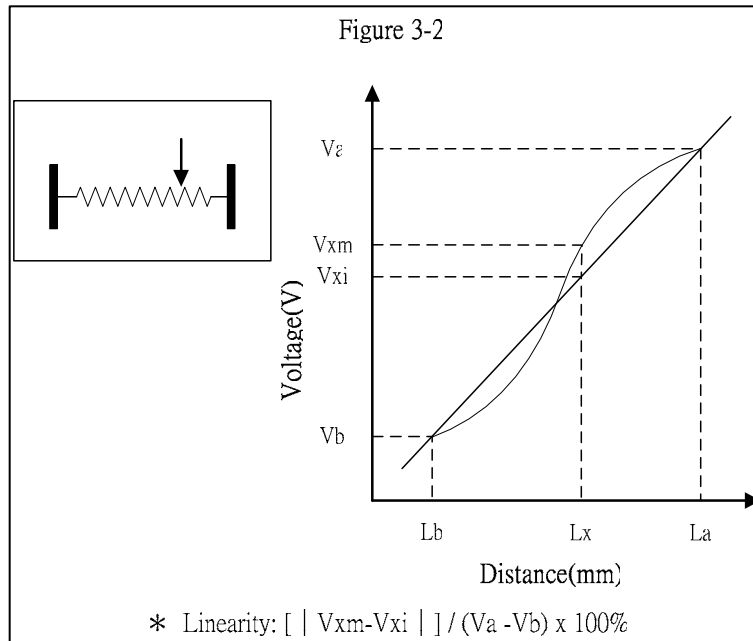 Figure 3-2
Va
Vxm
Vxi
Voltage(V)
Vb
Lb Lx La
Distance(mm)
* Linearity: [ | Vxm-Vxi | ] / (Va -Vb) x 100%